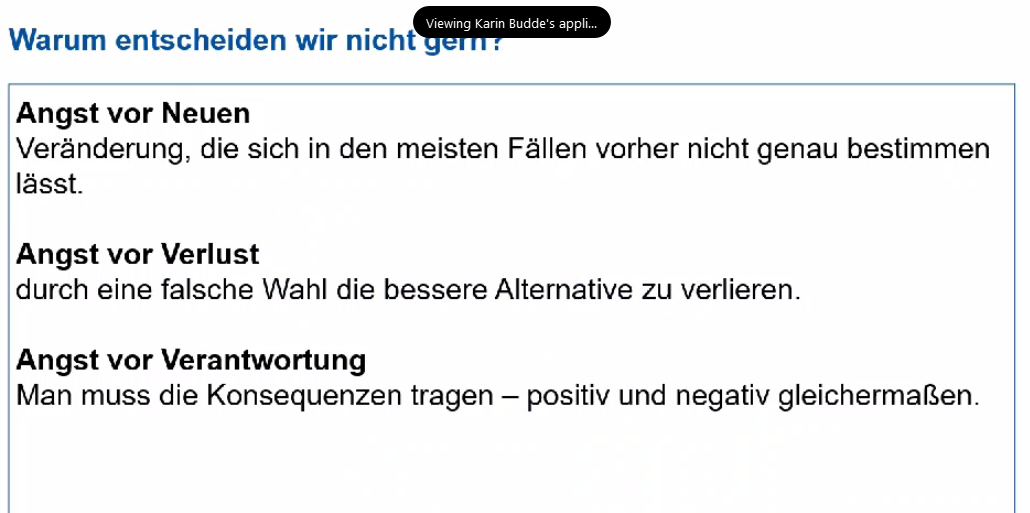 Viewing Karin Budde's appli...
Warum entscheiden wir nicht gern?
Angst vor Neuen
Veränderung, die sich in den meisten Fällen vorher nicht genau bestimmen
lässt.
Angst vor Verlust
durch eine falsche Wahl die bessere Alternative zu verlieren.
Angst vor Verantwortung
Man muss die Konsequenzen tragen – positiv und negativ gleichermaßen.